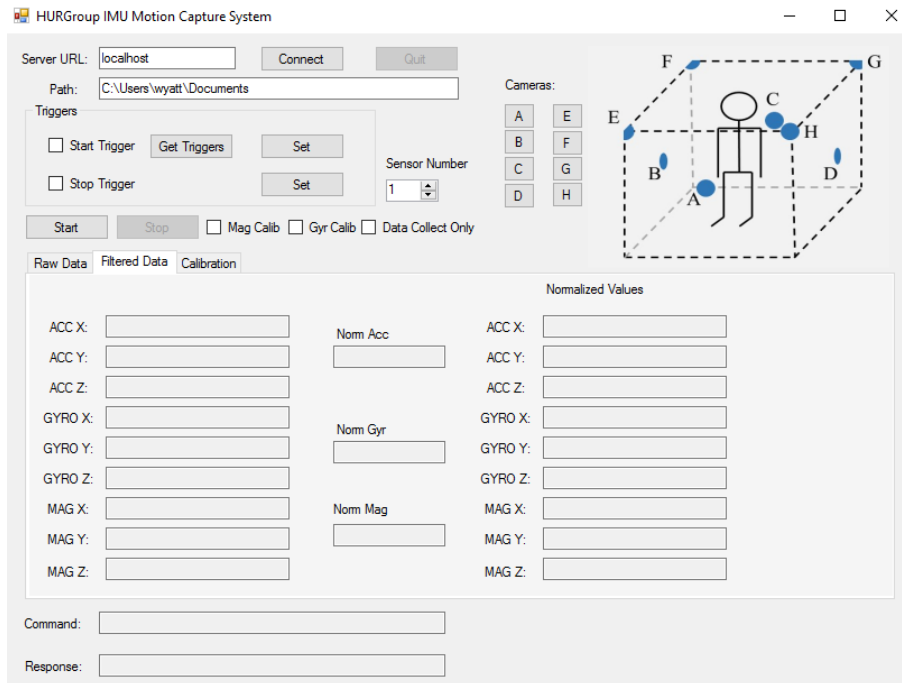 HURGroup IMU Motion Capture System
Server URL: localhost Connect Quit
Path: C:\Users\wyatt\Documents
Triggers
Start Trigger Get Triggers Set
Stop Trigger Set
Sensor Number
1
Cameras:
A E
B F
C G
D H
F G
C
E H
B D
A
Start Stop Mag Calib Gyr Calib Data Collect Only
Raw Data Filtered Data Calibration
Normalized Values
ACC X: Norm Acc ACC X:
ACC Y: ACC Y:
ACC Z: ACC Z:
GYRO X: Norm Gyr GYRO X:
GYRO Y: GYRO Y:
GYRO Z: GYRO Z:
MAG X: Norm Mag MAG X:
MAG Y: MAG Y:
MAG Z: MAG Z:
Command:
Response: